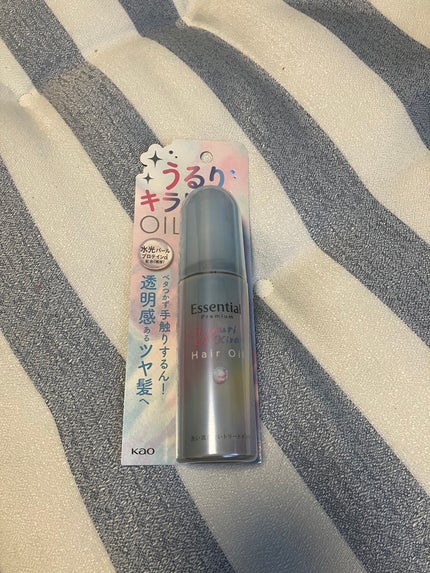 うるり
キラ
OIL
水光パール
プロテイン
配合
ベタつかず手触りするん!
透明感あるツヤ髪へ
Essential
Premium
Hair Oil
kao